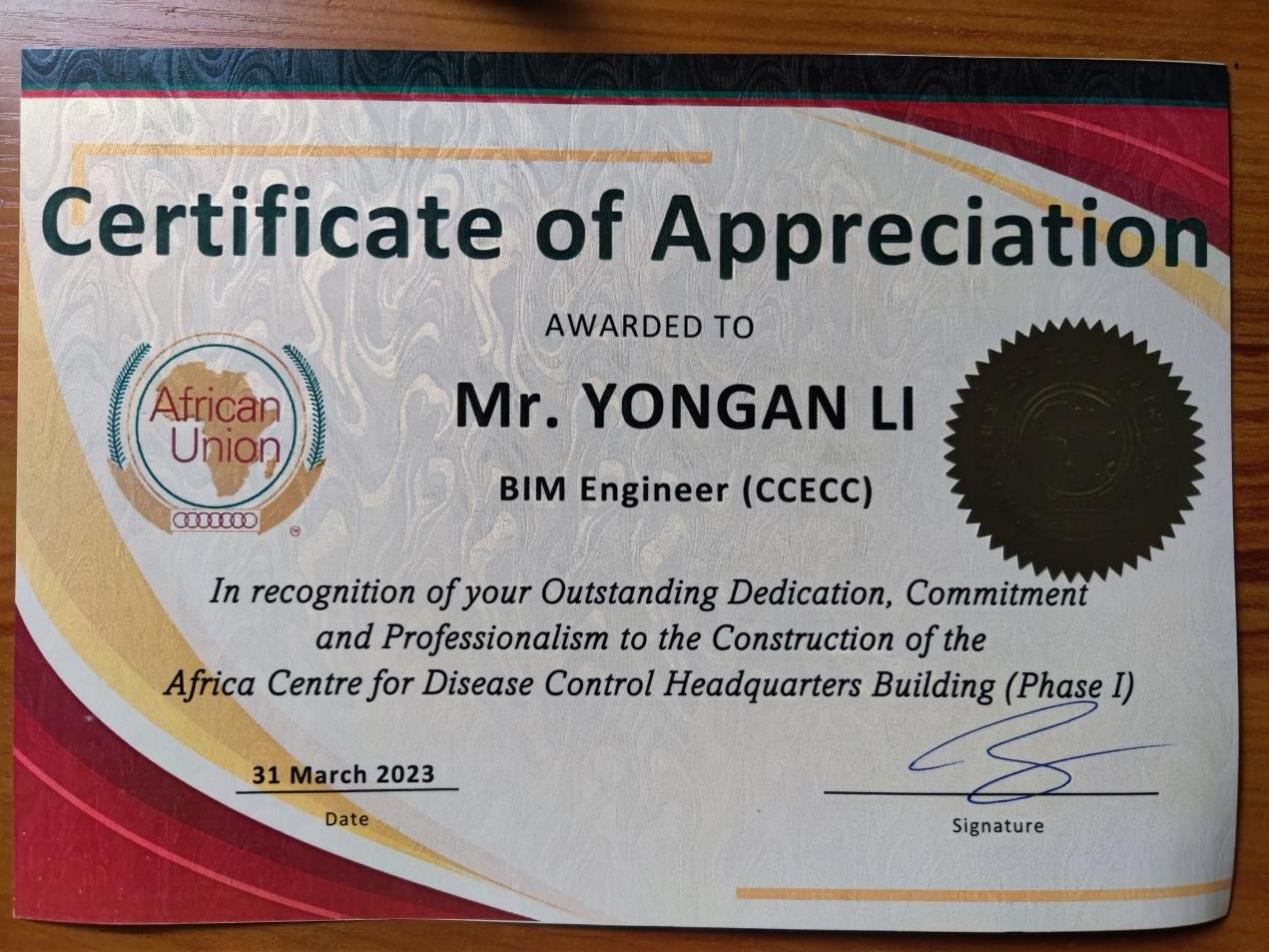 Certificate of Appreciation
AWARDED TO
African
Union
Mr. YONGAN LI
BIM Engineer (CCECC)
In recognition of your Outstanding Dedication, Commitment
and Professionalism to the Construction of the
Africa Centre for Disease Control Headquarters Building (Phase I)
31 March 2023
Date
Signature